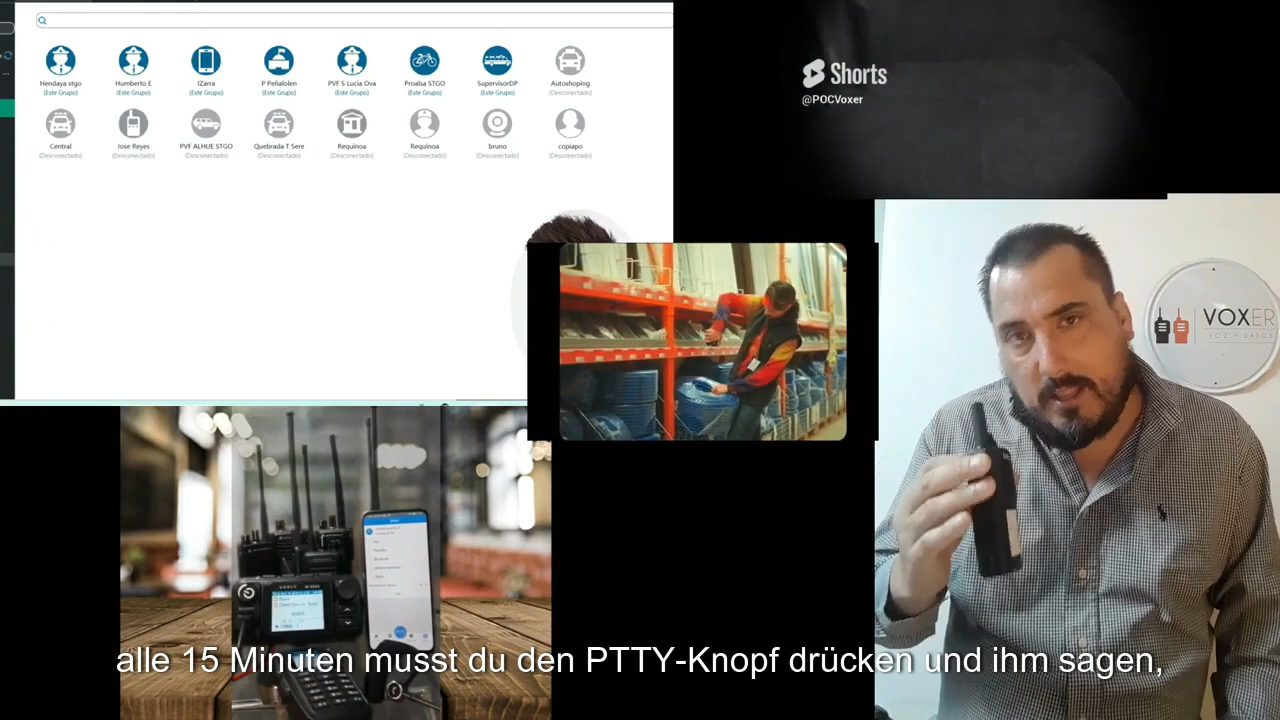 Hendaya stgo
Humberto E
IZarra
P Peñalolen
PVF S Lucia Ova
Proalsa STGO
SupervisorDP
Autoshoping
(Este Grupo)
(Este Grupo)
(Este Grupo)
(Este Grupo)
(Este Grupo)
(Este Grupo)
(Este Grupo)
(Desconectado)
Central
Jose Reyes
PVF ALHUE STGO
Quebrada T Sere
Requinoa
Requinoa
bruno
copiapo
(Desconectado)
(Desconectado)
(Desconectado)
(Desconectado)
(Desconectado)
(Desconectado)
(Desconectado)
(Desconectado)
Shorts
@POCVoxer
VOXER
VOZ Y DATOS
PTT
alle 15 Minuten musst du den PTTY-Knopf drücken und ihm sagen,